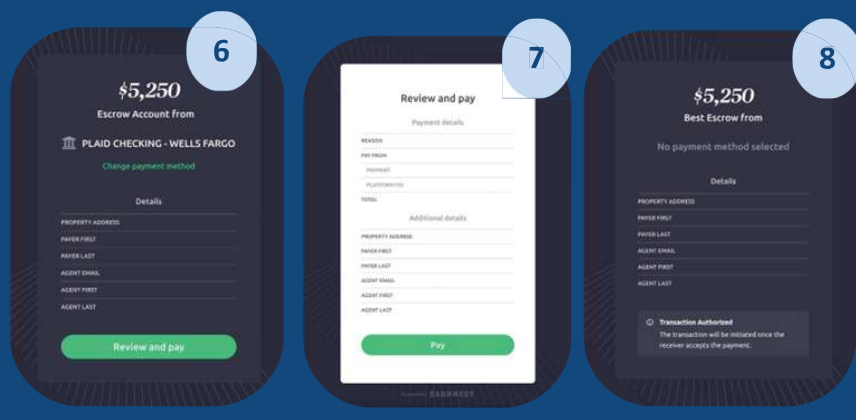 6
$5,250
Escrow Account from
PLAID CHECKING - WELLS FARGO
Change payment method
Details
PROPERTY ADDRESS
PAYER FIRST
PAYER LAST
AGENT EMAIL
AGENT FIRST
AGENT LAST
Review and pay
7
Review and pay
Payment details
REASON
PAY FROM
PAYMENT
PLATFORM FEE
TOTAL
Additional details
PROPERTY ADDRESS
PAYER FIRST
PAYER LAST
AGENT EMAIL
AGENT FIRST
AGENT LAST
Pay
EARNNEST
8
$5,250
Best Escrow from
No payment method selected
Details
PROPERTY ADDRESS
PAYER FIRST
PAYER LAST
AGENT EMAIL
AGENT FIRST
AGENT LAST
Transaction Authorized
The transaction will be initiated once the
receiver accepts the payment.